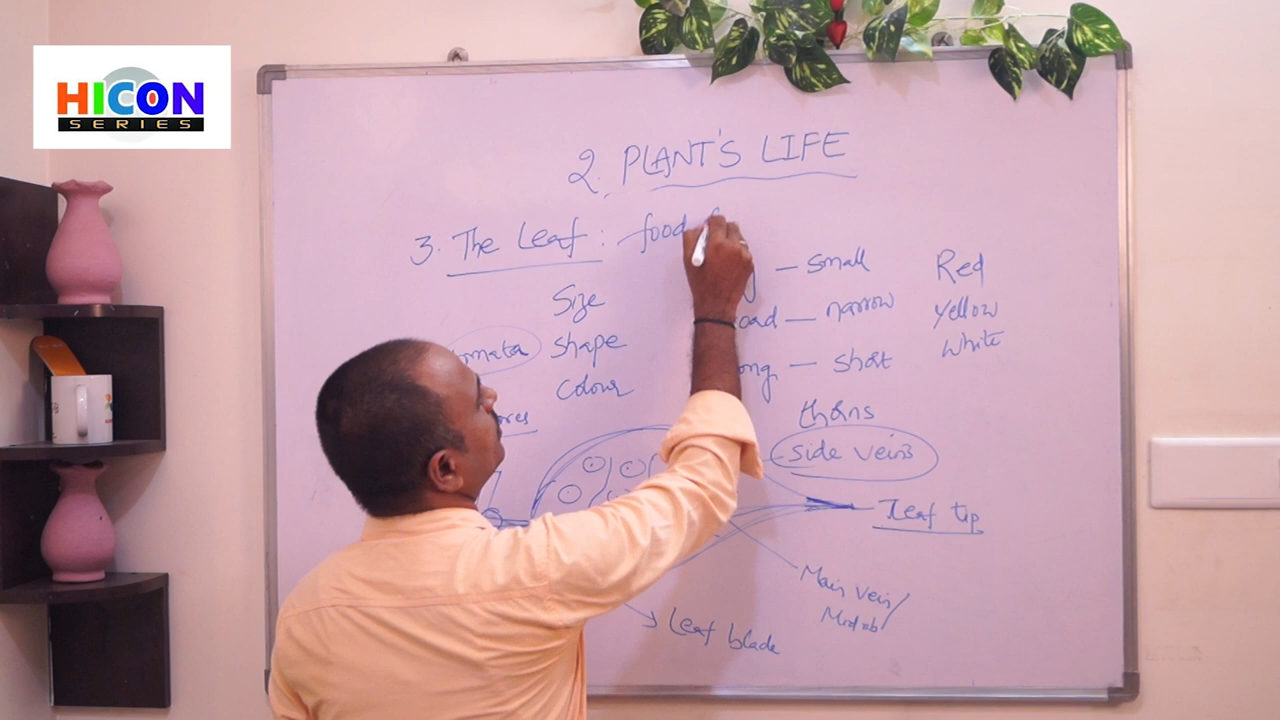 HICON
SERIES
2. PLANT'S LIFE
3. The Leaf : food
Size
— small
Red
— narrow
Yellow
shape
— short
white
colour
thorns
side veins
Leaf tip
Main vein/
Midrib/
Leaf blade